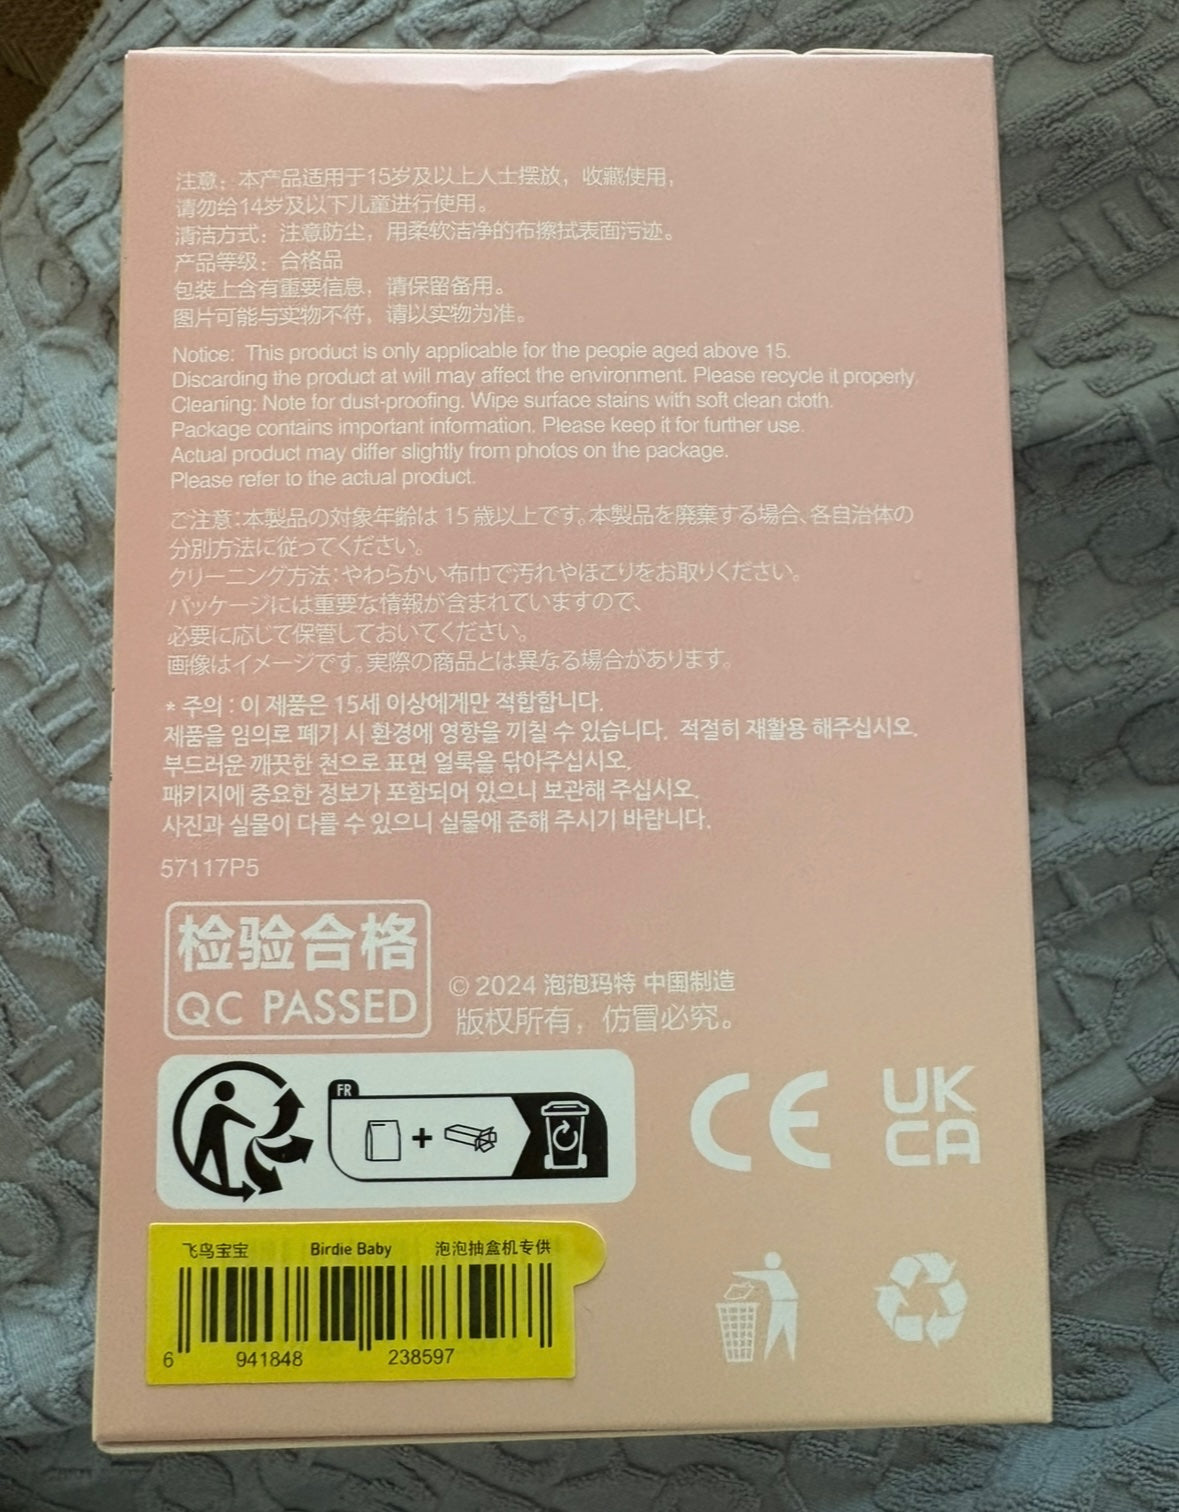 注意：本产品适用于15岁及以上人士摆放，收藏使用，
请勿给14岁及以下儿童进行使用。
清洁方式：注意防尘，用柔软洁净的布擦拭表面污迹。
产品等级：合格品
包装上含有重要信息，请保留备用。
图片可能与实物不符，请以实物为准。
Notice: This product is only applicable for the people aged above 15.
Discarding the product at will may affect the environment. Please recycle it properly.
Cleaning: Note for dust-proofing. Wipe surface stains with soft clean cloth.
Package contains important information. Please keep it for further use.
Actual product may differ slightly from photos on the package.
Please refer to the actual product.
ご注意：本製品の対象年齢は 15 歳以上です。本製品を廃棄する場合、各自治体の
分別方法に従ってください。
クリーニング方法：やわらかい布巾で汚れやほこりをお取りください。
パッケージには重要な情報が含まれていますので、
必要に応じて保管しておいてください。
画像はイメージです。実際の商品とは異なる場合があります。
* 주의 : 이 제품은 15세 이상에게만 적합합니다.
제품을 임의로 폐기 시 환경에 영향을 끼칠 수 있습니다. 적절히 재활용 해주십시오.
부드러운 깨끗한 천으로 표면 얼룩을 닦아주십시오.
패키지에 중요한 정보가 포함되어 있으니 보관해 주십시오.
사진과 실물이 다를 수 있으니 실물에 준해 주시기 바랍니다.
57117P5
检验合格
QC PASSED
© 2024 泡泡玛特 中国制造
版权所有，仿冒必究。
FR
CE
UK
CA
飞鸟宝宝 Birdie Baby 泡泡抽盒机专供
6 941848 238597